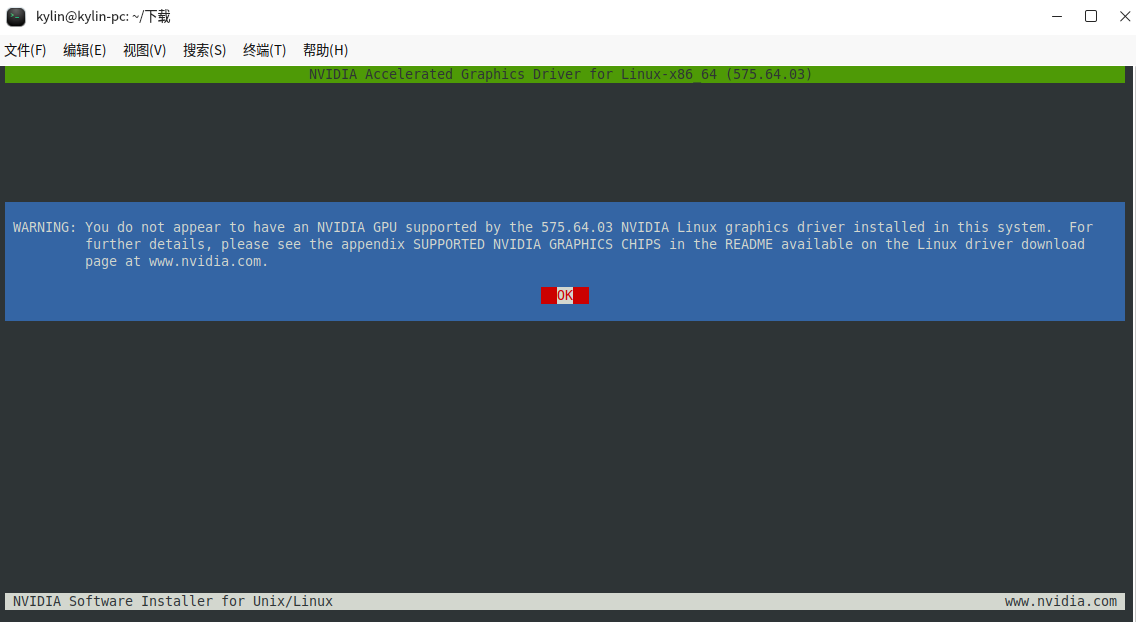 kylin@kylin-pc: ~/下载
文件(F) 编辑(E) 视图(V) 搜索(S) 终端(T) 帮助(H)
NVIDIA Accelerated Graphics Driver for Linux-x86_64 (575.64.03)
WARNING: You do not appear to have an NVIDIA GPU supported by the 575.64.03 NVIDIA Linux graphics driver installed in this system.  For
further details, please see the appendix SUPPORTED NVIDIA GRAPHICS CHIPS in the README available on the Linux driver download
page at www.nvidia.com.
OK
NVIDIA Software Installer for Unix/Linux www.nvidia.com